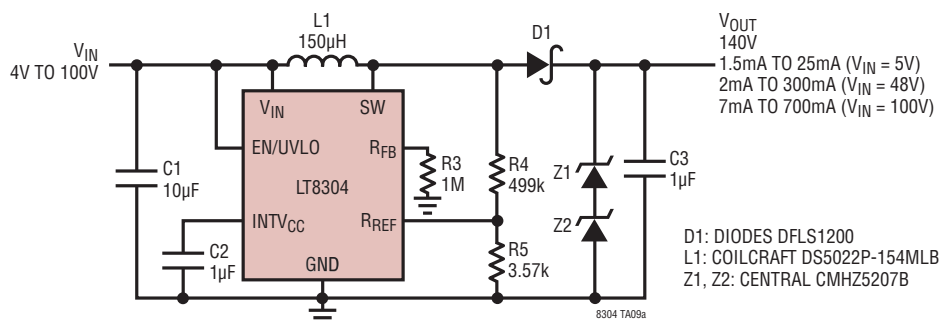 L1
150µH
D1
VIN
4V TO 100V
VOUT
140V
1.5mA TO 25mA (VIN = 5V)
2mA TO 300mA (VIN = 48V)
7mA TO 700mA (VIN = 100V)
VIN
SW
EN/UVLO
RFB
R3
1M
R4
499k
C1
10µF
LT8304
Z1
C3
1µF
INTVCC
RREF
Z2
C2
1µF
R5
3.57k
GND
D1: DIODES DFLS1200
L1: COILCRAFT DS5022P-154MLB
Z1, Z2: CENTRAL CMHZ5207B
8304 TA09a